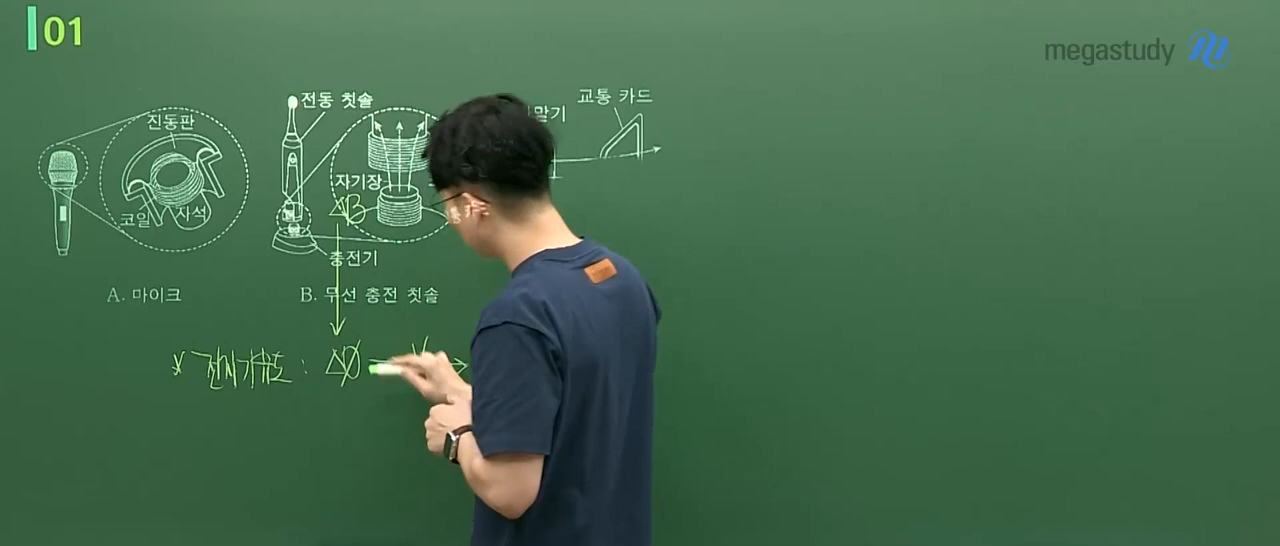 01
megastudy
전동 칫솔
교통 카드
말기
진동판
자기장
ΔB
코일
자석
충전기
A. 마이크
B. 무선 충전 칫솔
* 전자기유도 : ΔΦ → V →